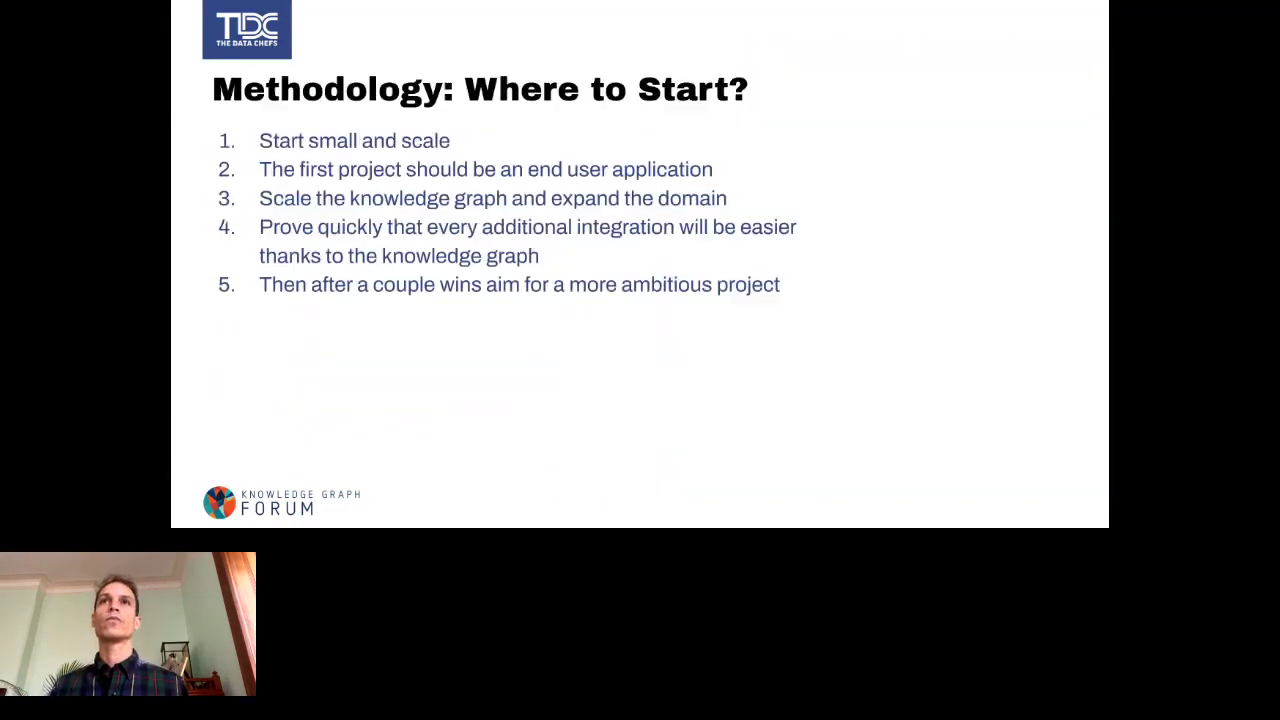 TDC
THE DATA CHEFS
Methodology: Where to Start?
1. Start small and scale
2. The first project should be an end user application
3. Scale the knowledge graph and expand the domain
4. Prove quickly that every additional integration will be easier
thanks to the knowledge graph
5. Then after a couple wins aim for a more ambitious project
KNOWLEDGE GRAPH
FORUM